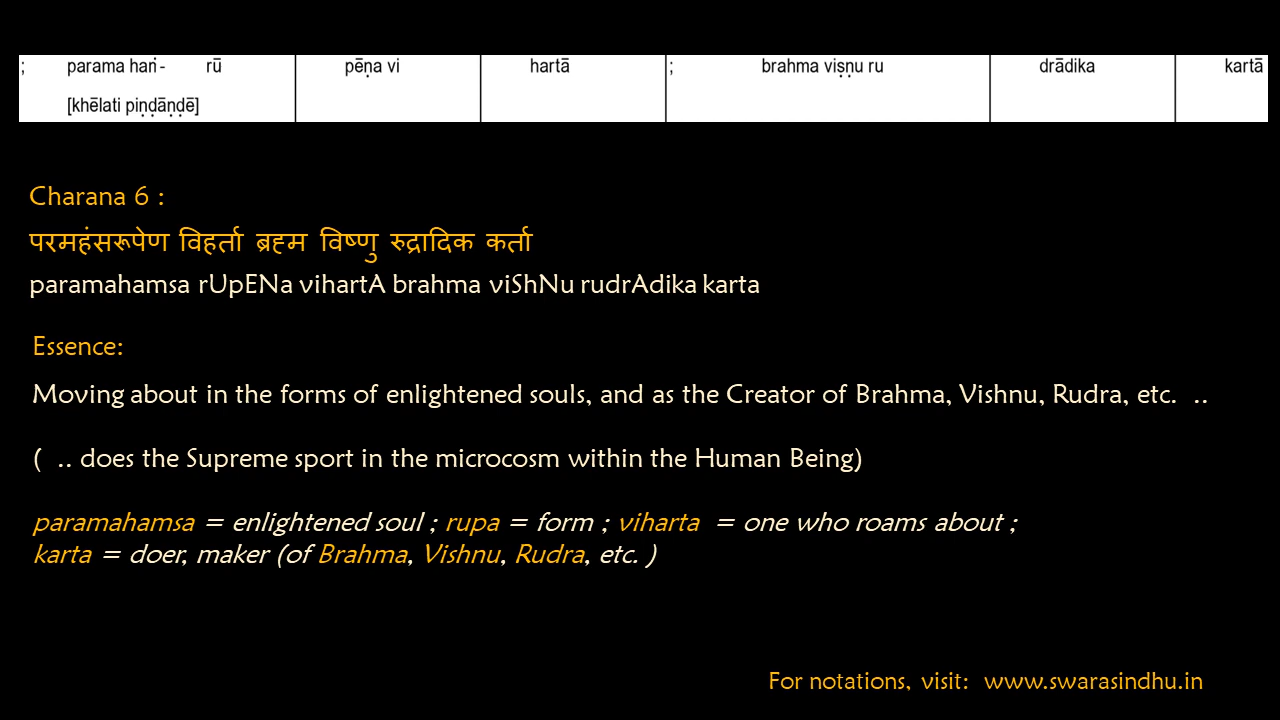 ; parama haṁ - rū pēṇa vi hartā ; brahma viṣṇu ru drādika kartā
[khēlati piṇḍāṇḍē]
Charana 6 :
परमहंसरूपेण विहर्ता ब्रह्म विष्णु रुद्रादिक कर्ता
paramahamsa rUpENa vihartA brahma viShNu rudrAdika karta
Essence:
Moving about in the forms of enlightened souls, and as the Creator of Brahma, Vishnu, Rudra, etc. ..
( .. does the Supreme sport in the microcosm within the Human Being)
paramahamsa = enlightened soul ; rupa = form ; viharta = one who roams about ;
karta = doer, maker (of Brahma, Vishnu, Rudra, etc. )
For notations, visit: www.swarasindhu.in